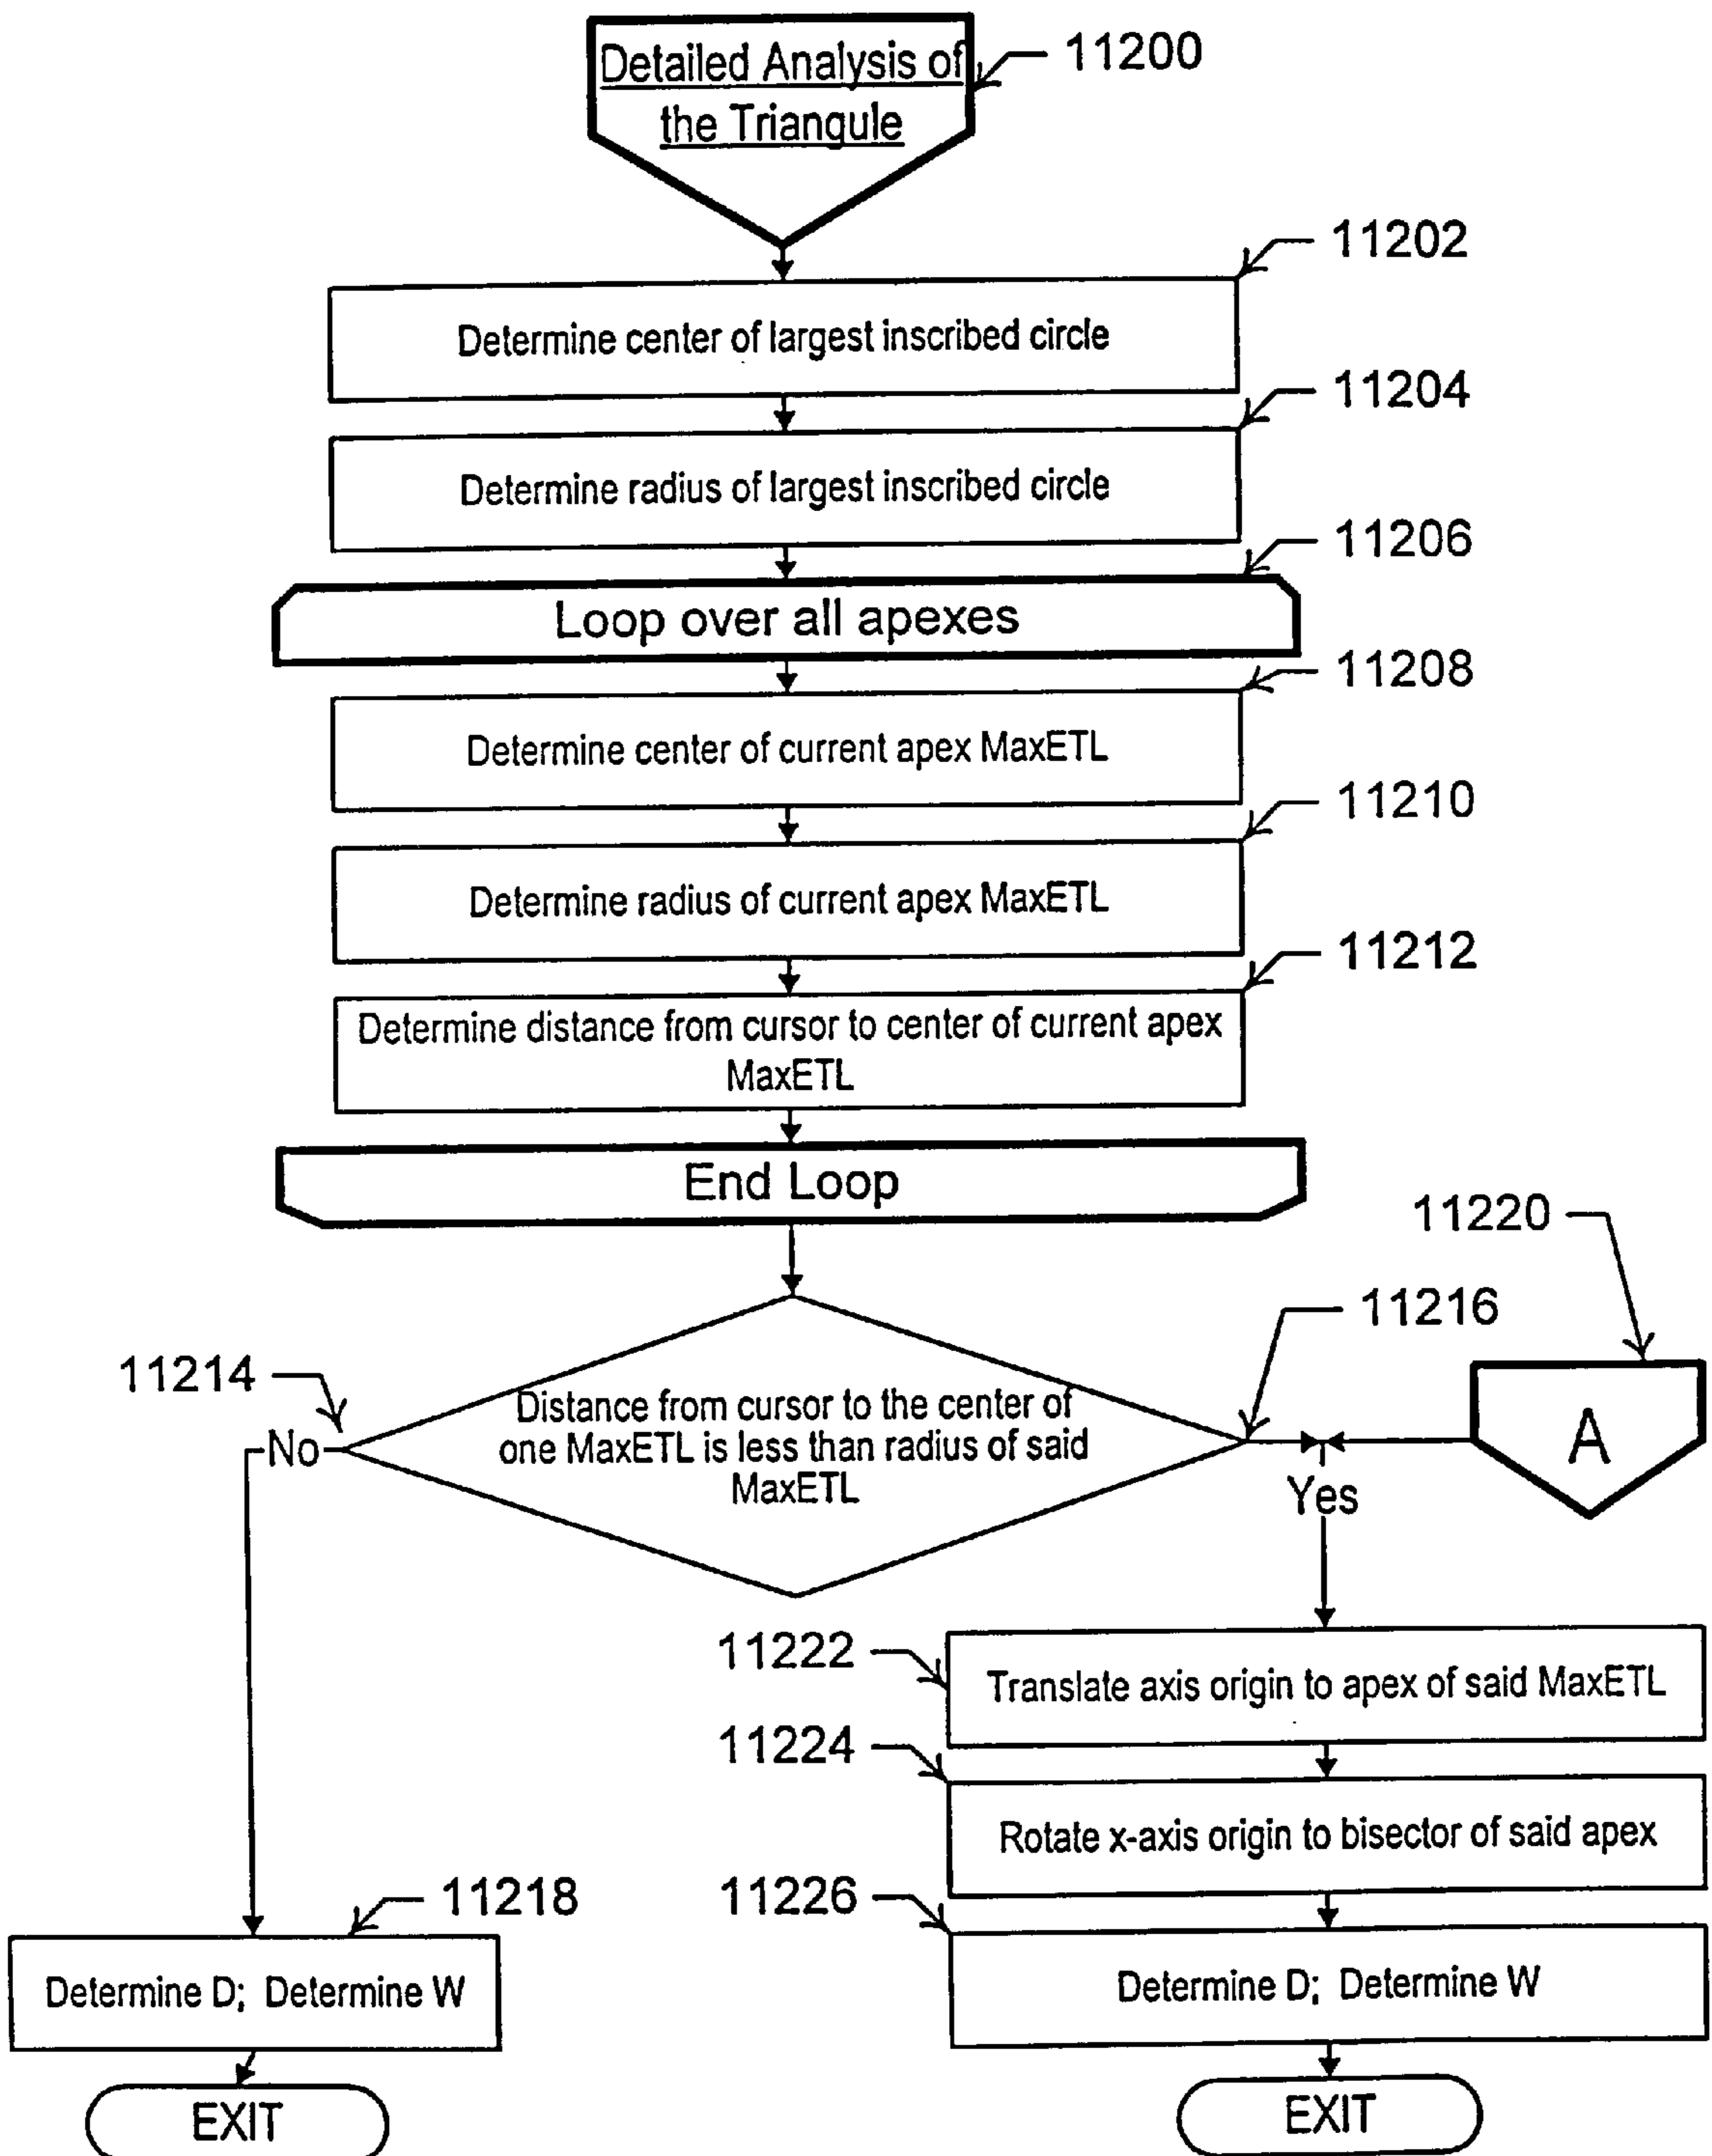 Detailed Analysis of
the Triangule
11200
11202
Determine center of largest inscribed circle
11204
Determine radius of largest inscribed circle
11206
Loop over all apexes
11208
Determine center of current apex MaxETL
11210
Determine radius of current apex MaxETL
11212
Determine distance from cursor to center of current apex
MaxETL
End Loop
11220
11216
11214
Distance from cursor to the center of
one MaxETL is less than radius of said
MaxETL
No
Yes
A
11222
Translate axis origin to apex of said MaxETL
11224
Rotate x-axis origin to bisector of said apex
11218
11226
Determine D; Determine W
Determine D; Determine W
EXIT
EXIT